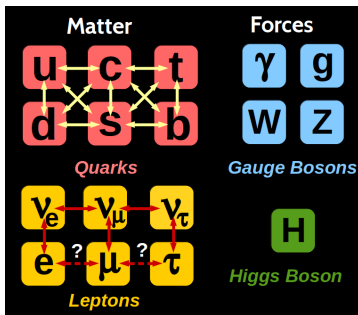 Matter Forces
u c t γ g
d s b W Z
Quarks Gauge Bosons
νe νμ ντ
H
e ? μ ? τ
Higgs Boson
Leptons